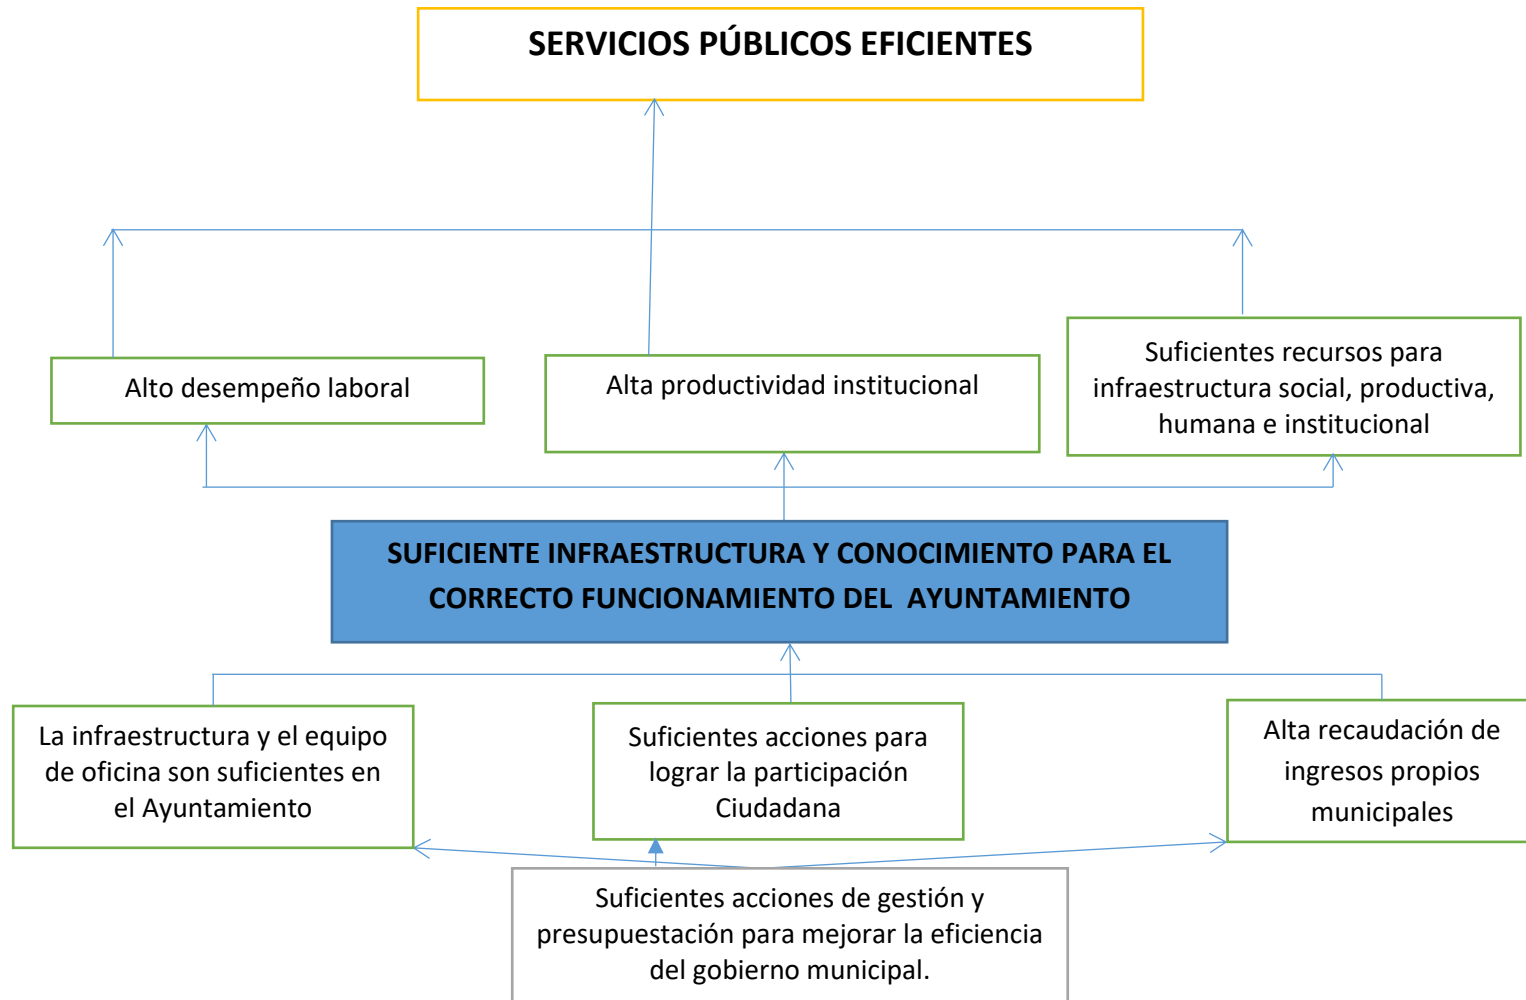 SERVICIOS PÚBLICOS EFICIENTES
Alto desempeño laboral
Alta productividad institucional
Suficientes recursos para
infraestructura social, productiva,
humana e institucional
SUFICIENTE INFRAESTRUCTURA Y CONOCIMIENTO PARA EL
CORRECTO FUNCIONAMIENTO DEL  AYUNTAMIENTO
La infraestructura y el equipo
de oficina son suficientes en
el Ayuntamiento
Suficientes acciones para
lograr la participación
Ciudadana
Alta recaudación de
ingresos propios
municipales
Suficientes acciones de gestión y
presupuestación para mejorar la eficiencia
del gobierno municipal.